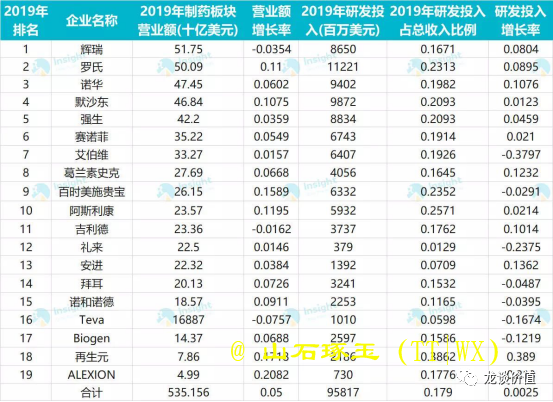 2019年排名 企业名称 2019年制药板块营业额(十亿美元) 营业额增长率 2019年研发投入(百万美元) 2019年研发投入占总收入比例 研发投入增长率
1 辉瑞 51.75 -0.0354 8650 0.1671 0.0804
2 罗氏 50.09 0.11 11221 0.2313 0.0895
3 诺华 47.45 0.0602 9402 0.1982 0.1076
4 默沙东 46.84 0.1075 9872 0.2093 0.0123
5 强生 42.2 0.0359 8834 0.2093 0.0459
6 赛诺菲 35.22 0.0549 6743 0.1914 0.021
7 艾伯维 33.27 0.0157 6407 0.1926 -0.3797
8 葛兰素史克 27.69 0.0668 4056 0.1645 0.1232
9 百时美施贵宝 26.15 0.1589 6332 0.2352 -0.0291
10 阿斯利康 23.57 0.1195 5932 0.2571 0.0214
11 吉利德 23.36 -0.0162 3737 0.1762 0.1014
12 礼来 22.5 0.0146 379 0.0129 -0.2375
13 安进 22.32 0.0384 1392 0.0709 0.1362
14 拜耳 20.13 0.0726 3241 0.1532 -0.0487
15 诺和诺德 18.57 0.0911 2253 0.1165 -0.0395
16 Teva 16887 -0.0757 1010 0.0598 -0.1674
17 Biogen 14.37 0.0688 2597 0.1586 -0.1219
18 再生元 7.86 0.3862 0.389
19 ALEXION 4.99 0.2082 730 0.1776
合计 535.156 0.05 95817 0.179 0.0025
龙谈价值